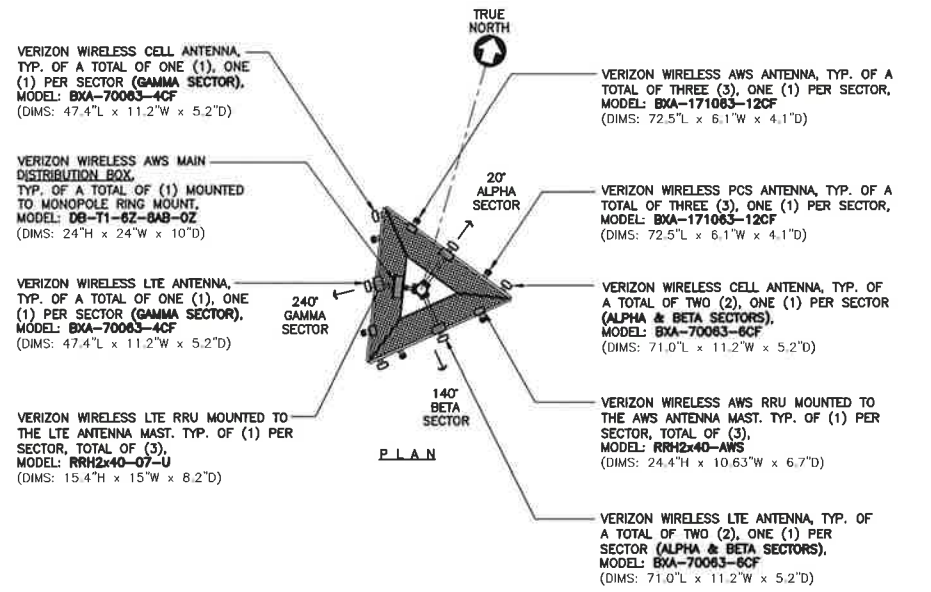 TRUE
NORTH
VERIZON WIRELESS CELL ANTENNA,
TYP. OF A TOTAL OF ONE (1), ONE
(1) PER SECTOR (GAMMA SECTOR),
MODEL: BXA-70063-4CF
(DIMS: 47.4"L x 11.2"W x 5.2"D)
VERIZON WIRELESS AWS MAIN
DISTRIBUTION BOX,
TYP. OF A TOTAL OF (1) MOUNTED
TO MONOPOLE RING MOUNT,
MODEL: DB-T1-6Z-8AB-0Z
(DIMS: 24"H x 24"W x 10"D)
VERIZON WIRELESS LTE ANTENNA,
TYP. OF A TOTAL OF ONE (1), ONE
(1) PER SECTOR (GAMMA SECTOR),
MODEL: BXA-70063-4CF
(DIMS: 47.4"L x 11.2"W x 5.2"D)
VERIZON WIRELESS LTE RRU MOUNTED TO
THE LTE ANTENNA MAST. TYP. OF (1) PER
SECTOR, TOTAL OF (3),
MODEL: RRH2x40-07-U
(DIMS: 15.4"H x 15"W x 8.2"D)
20°
ALPHA
SECTOR
240°
GAMMA
SECTOR
140°
BETA
SECTOR
PLAN
VERIZON WIRELESS AWS ANTENNA, TYP. OF A
TOTAL OF THREE (3), ONE (1) PER SECTOR,
MODEL: BXA-171063-12CF
(DIMS: 72.5"L x 6.1"W x 4.1"D)
VERIZON WIRELESS PCS ANTENNA, TYP. OF A
TOTAL OF THREE (3), ONE (1) PER SECTOR,
MODEL: BXA-171063-12CF
(DIMS: 72.5"L x 6.1"W x 4.1"D)
VERIZON WIRELESS CELL ANTENNA, TYP. OF
A TOTAL OF TWO (2), ONE (1) PER SECTOR
(ALPHA & BETA SECTORS),
MODEL: BXA-70063-6CF
(DIMS: 71.0"L x 11.2"W x 5.2"D)
VERIZON WIRELESS AWS RRU MOUNTED TO
THE AWS ANTENNA MAST. TYP. OF (1) PER
SECTOR, TOTAL OF (3),
MODEL: RRH2x40-AWS
(DIMS: 24.4"H x 10.63"W x 6.7"D)
VERIZON WIRELESS LTE ANTENNA, TYP. OF
A TOTAL OF TWO (2), ONE (1) PER
SECTOR (ALPHA & BETA SECTORS),
MODEL: BXA-70063-6CF
(DIMS: 71.0"L x 11.2"W x 5.2"D)